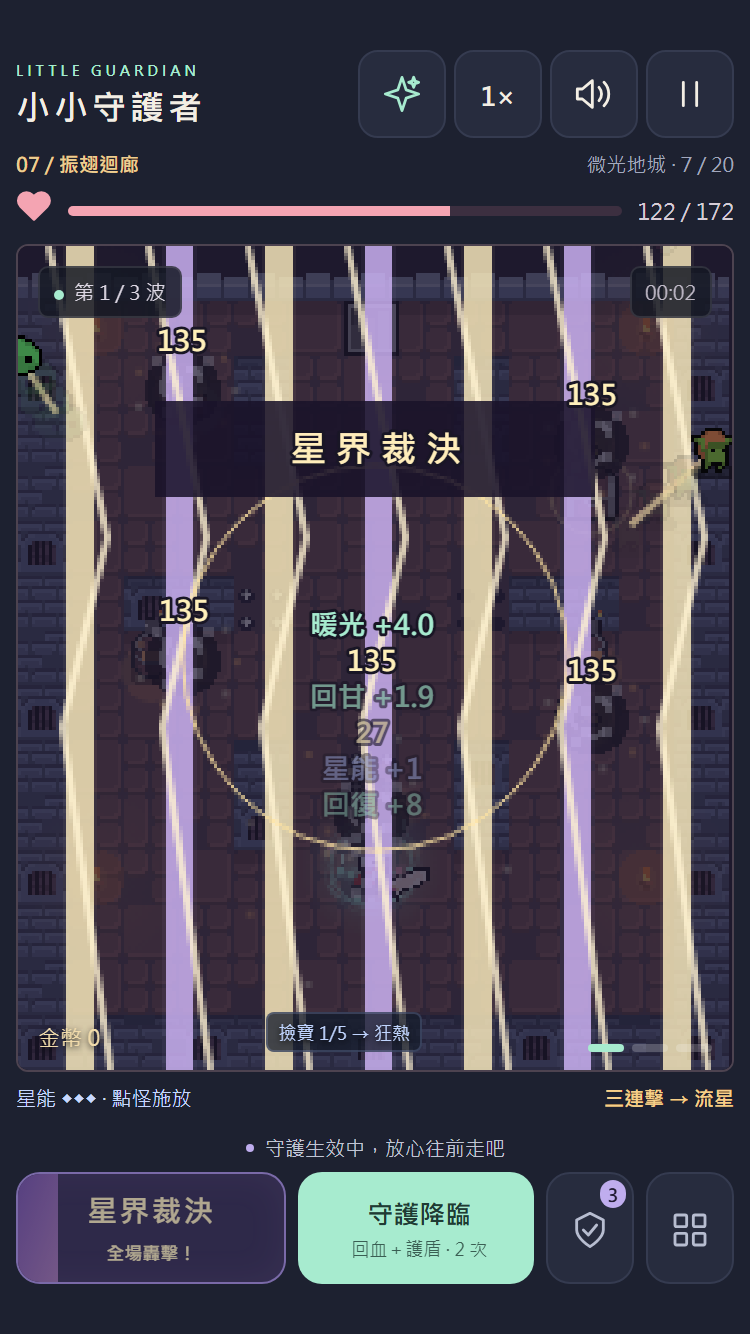 LITTLE GUARDIAN
小小守護者
1×
07 / 振翅迴廊
微光地城 · 7 / 20
122 / 172
第 1 / 3 波
00:02
135
135
星界裁決
135
暖光 +4.0
135
135
回甘 +1.9
27
星能 +1
回復 +8
金幣 0
撿寶 1/5 → 狂熱
星能 ◆◆◆ · 點怪施放
三連擊 → 流星
守護生效中，放心往前走吧
星界裁決
全場轟擊！
守護降臨
回血 + 護盾 · 2 次
3